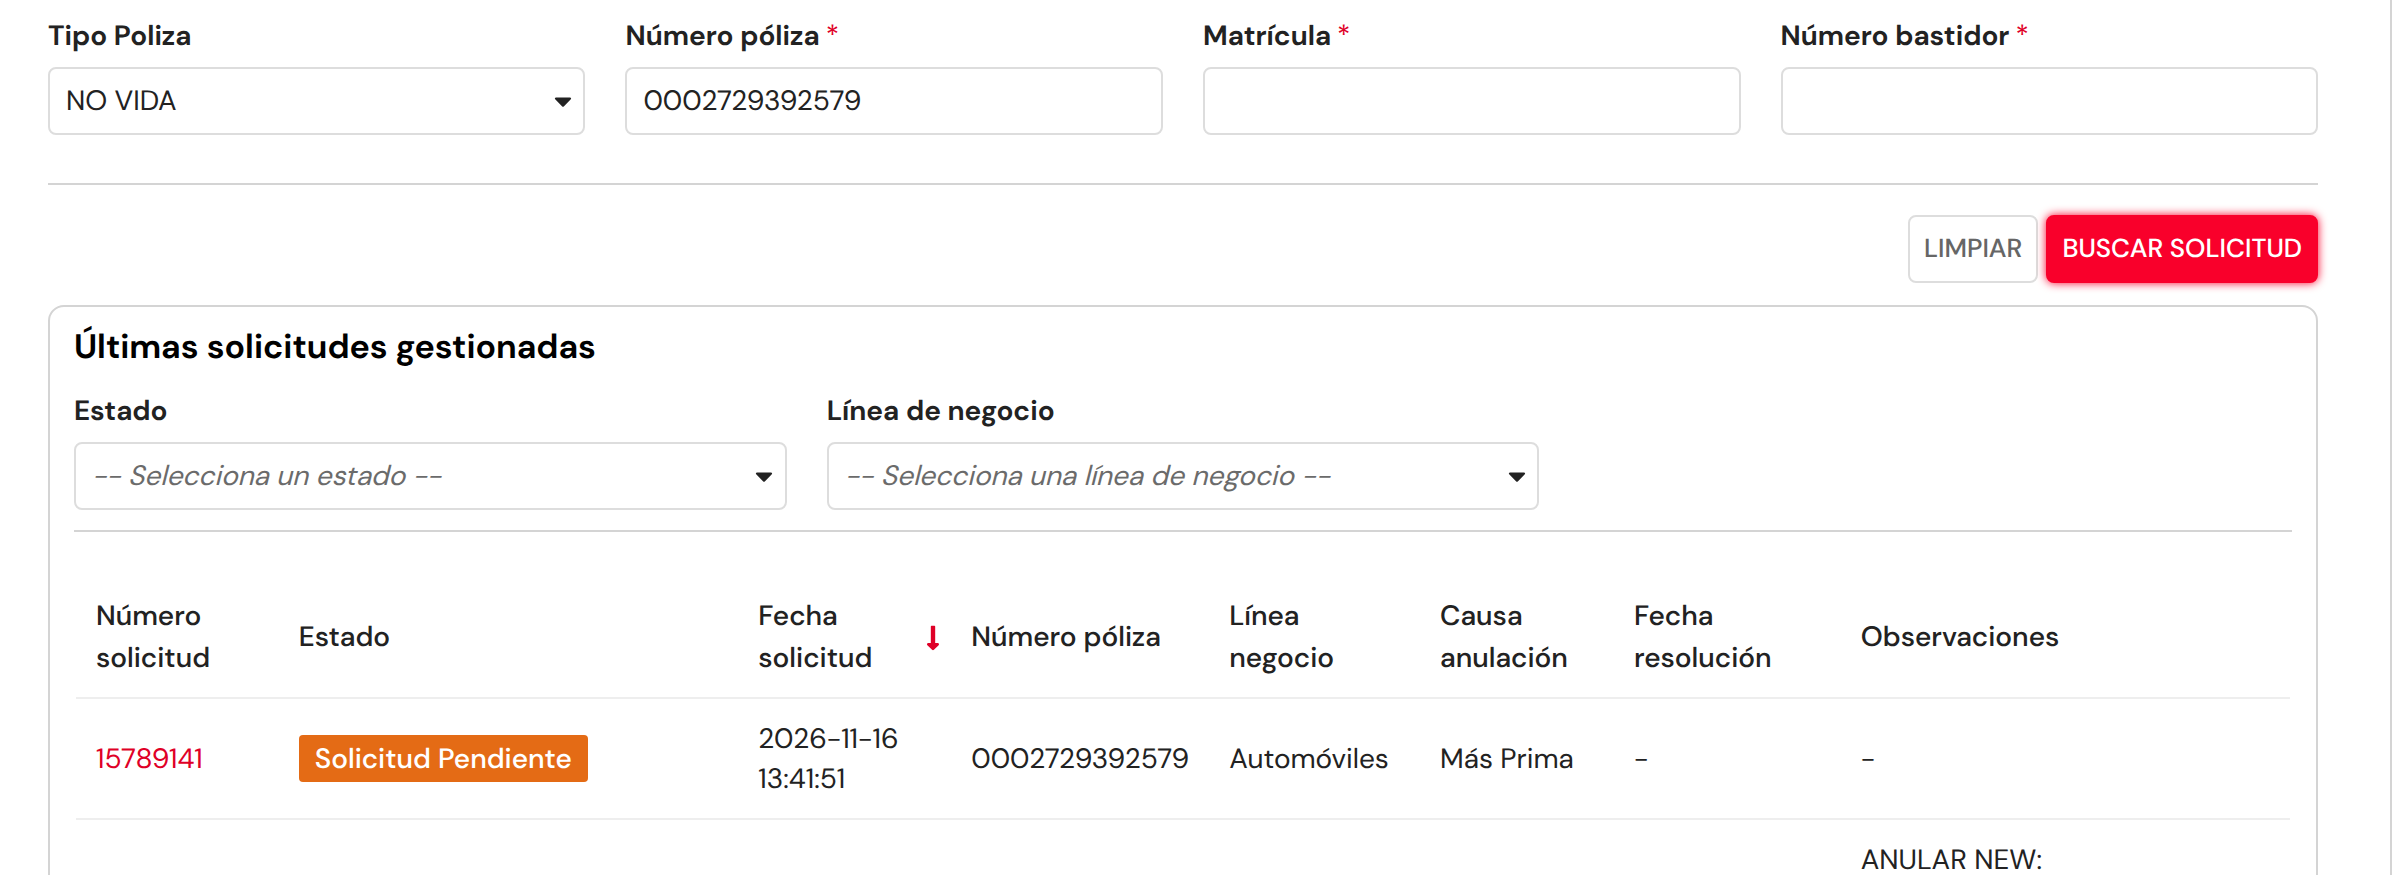 Tipo Poliza
Número póliza *
Matrícula *
Número bastidor *
NO VIDA
0002729392579
LIMPIAR
BUSCAR SOLICITUD
Últimas solicitudes gestionadas
Estado
Línea de negocio
-- Selecciona un estado --
-- Selecciona una línea de negocio --
Número solicitud
Estado
Fecha solicitud
Número póliza
Línea negocio
Causa anulación
Fecha resolución
Observaciones
15789141
Solicitud Pendiente
2026-11-16 13:41:51
0002729392579
Automóviles
Más Prima
-
-
ANULAR NEW: